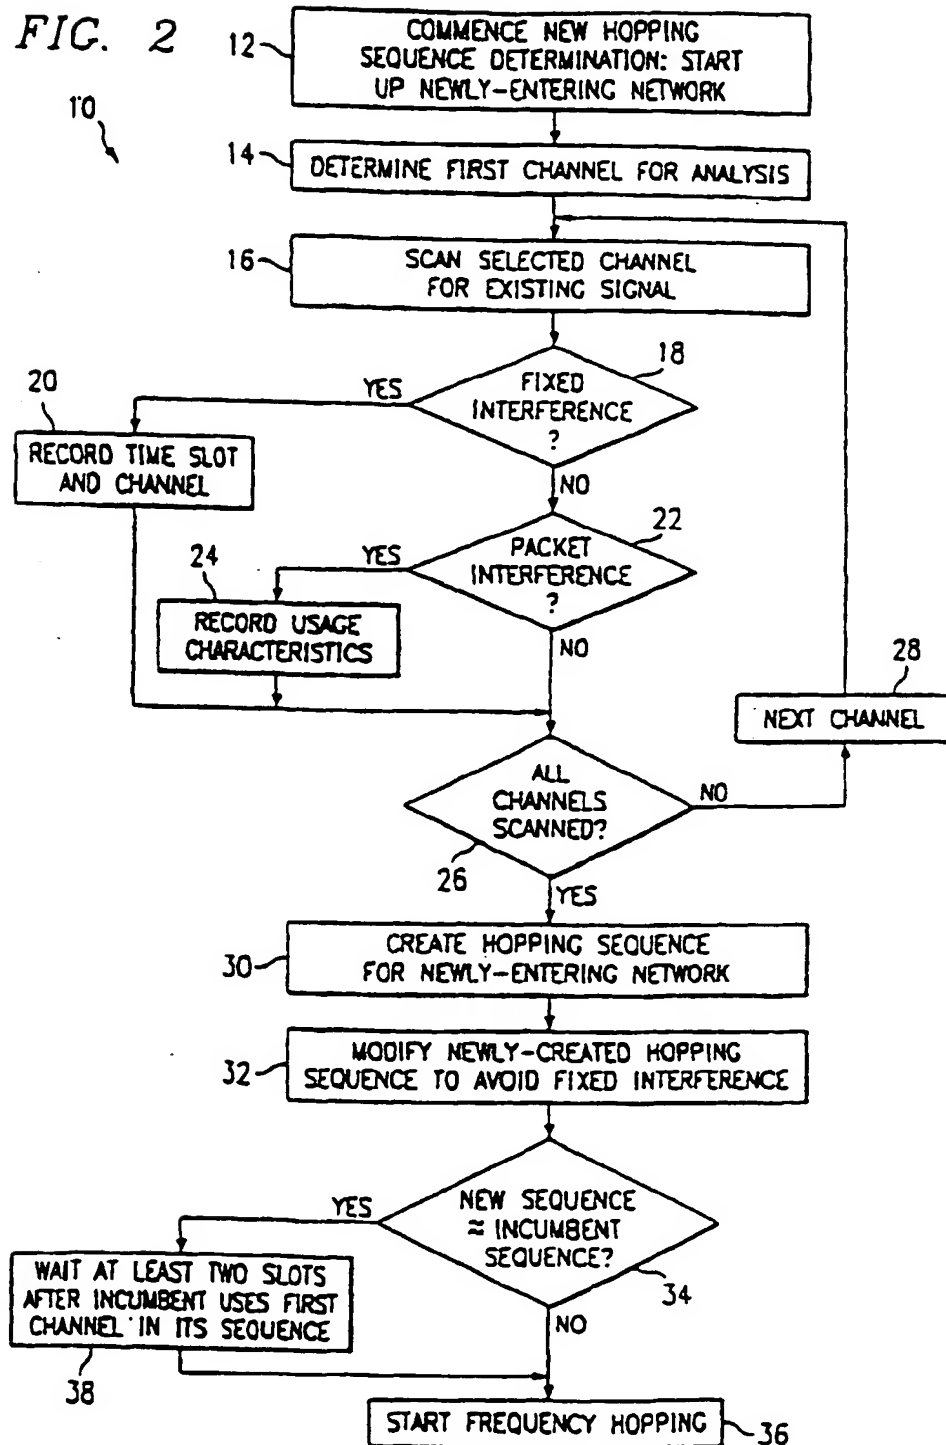 FIG. 2
10
12
COMMENCE NEW HOPPING
SEQUENCE DETERMINATION: START
UP NEWLY-ENTERING NETWORK
14
DETERMINE FIRST CHANNEL FOR ANALYSIS
16
SCAN SELECTED CHANNEL
FOR EXISTING SIGNAL
18
FIXED
INTERFERENCE
?
YES
NO
20
RECORD TIME SLOT
AND CHANNEL
22
PACKET
INTERFERENCE
?
YES
NO
24
RECORD USAGE
CHARACTERISTICS
28
NEXT CHANNEL
ALL
CHANNELS
SCANNED?
NO
26
YES
30
CREATE HOPPING SEQUENCE
FOR NEWLY-ENTERING NETWORK
32
MODIFY NEWLY-CREATED HOPPING
SEQUENCE TO AVOID FIXED INTERFERENCE
NEW SEQUENCE
≈ INCUMBENT
SEQUENCE?
YES
34
NO
WAIT AT LEAST TWO SLOTS
AFTER INCUMBENT USES FIRST
CHANNEL IN ITS SEQUENCE
38
START FREQUENCY HOPPING
36